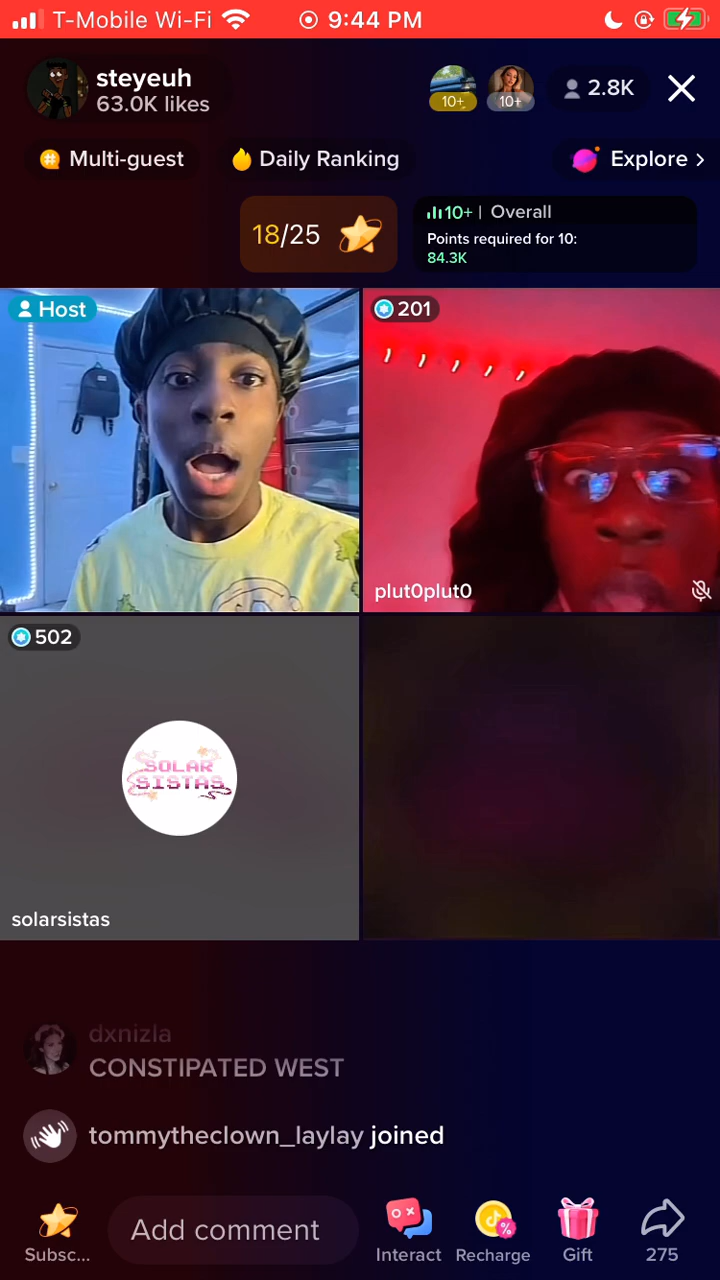 T-Mobile Wi-Fi 9:44 PM
steyeuh
63.0K likes
10+ 10+ 2.8K
Multi-guest Daily Ranking Explore >
18/25
10+ | Overall
Points required for 10:
84.3K
Host
201
plut0plut0
502
SOLAR
SISTAS
solarsistas
dxnizla
CONSTIPATED WEST
tommytheclown_laylay joined
Add comment
Subsc... Interact Recharge Gift 275